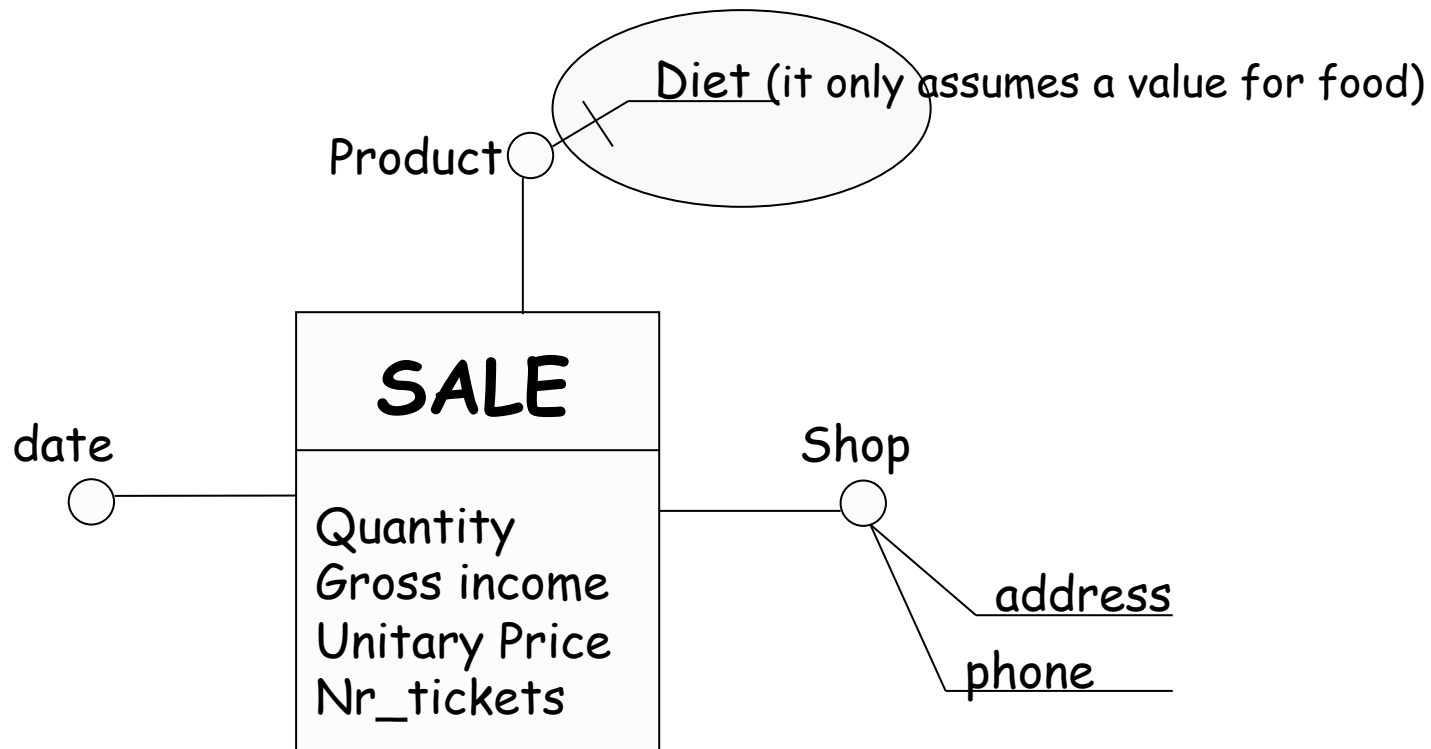 Diet (it only assumes a value for food)
Product
SALE
date
Shop
Quantity
Gross income
Unitary Price
Nr_tickets
address
phone